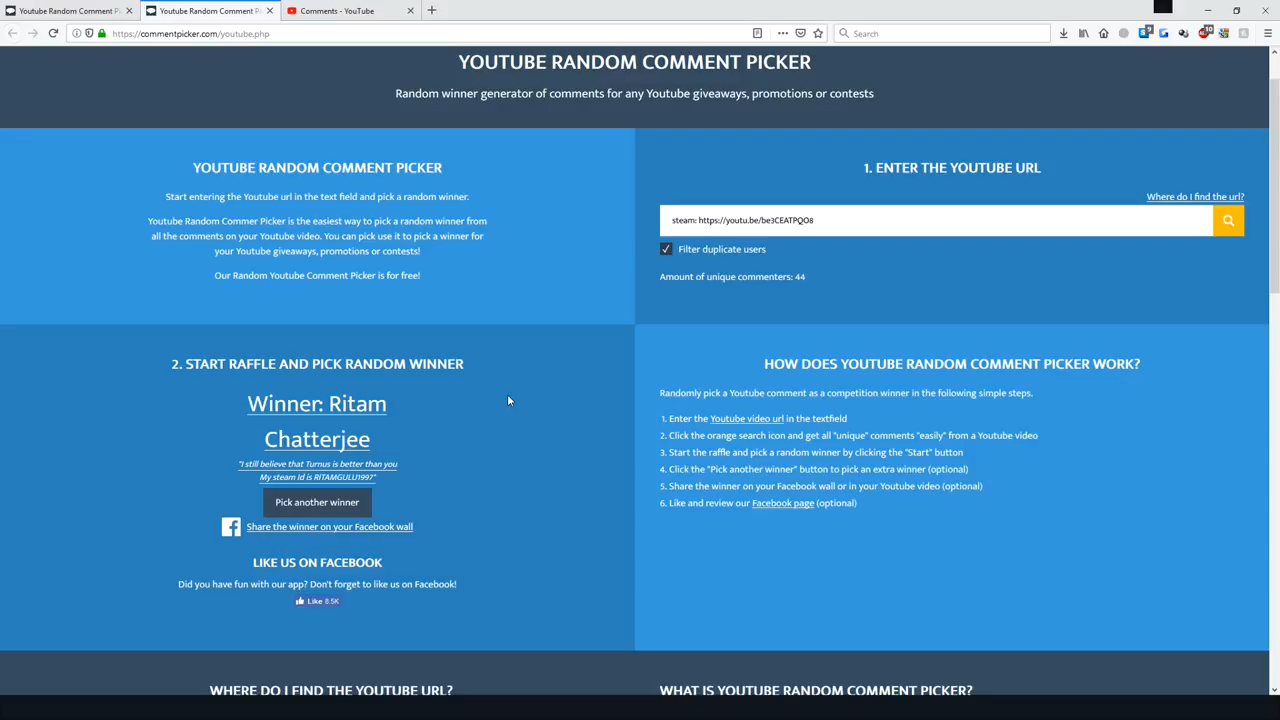 Youtube Random Comment Pi
Youtube Random Comment Pi
Comments - YouTube
https://commentpicker.com/youtube.php
Search
YOUTUBE RANDOM COMMENT PICKER
Random winner generator of comments for any Youtube giveaways, promotions or contests
YOUTUBE RANDOM COMMENT PICKER
Start entering the Youtube url in the text field and pick a random winner.
Youtube Random Commer Picker is the easiest way to pick a random winner from
all the comments on your Youtube video. You can pick use it to pick a winner for
your Youtube giveaways, promotions or contests!
Our Random Youtube Comment Picker is for free!
1. ENTER THE YOUTUBE URL
Where do I find the url?
steam: https://youtu.be/be3CEATPQO8
Filter duplicate users
Amount of unique commenters: 44
2. START RAFFLE AND PICK RANDOM WINNER
Winner: Ritam
Chatterjee
"I still believe that Turnus is better than you
My steam Id is RITAMGULU1997"
Pick another winner
Share the winner on your Facebook wall
LIKE US ON FACEBOOK
Did you have fun with our app? Don't forget to like us on Facebook!
Like 8.5K
HOW DOES YOUTUBE RANDOM COMMENT PICKER WORK?
Randomly pick a Youtube comment as a competition winner in the following simple steps.
1. Enter the Youtube video url in the textfield
2. Click the orange search icon and get all "unique" comments "easily" from a Youtube video
3. Start the raffle and pick a random winner by clicking the "Start" button
4. Click the "Pick another winner" button to pick an extra winner (optional)
5. Share the winner on your Facebook wall or in your Youtube video (optional)
6. Like and review our Facebook page (optional)
WHERE DO I FIND THE YOUTUBE URL?
WHAT IS YOUTUBE RANDOM COMMENT PICKER?